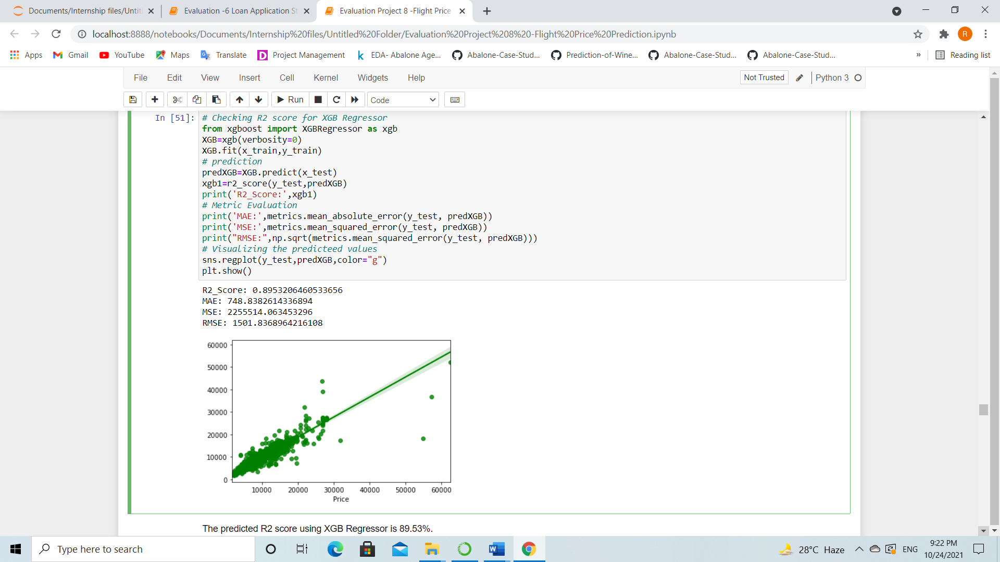 Documents/Internship files/Untit
Evaluation -6 Loan Application St
Evaluation Project 8 -Flight Price
localhost:8888/notebooks/Documents/Internship%20files/Untitled%20Folder/Evaluation%20Project%208%20-Flight%20Price%20Prediction.ipynb
R
Apps
Gmail
YouTube
Maps
Translate
Project Management
EDA- Abalone Age...
Abalone-Case-Stud...
Prediction-of-Wine...
Abalone-Case-Stud...
Abalone-Case-Stud...
»
Reading list
File Edit View Insert Cell Kernel Widgets Help
Not Trusted
Python 3
Run
Code
In [51]:
# Checking R2 score for XGB Regressor
from xgboost import XGBRegressor as xgb
XGB=xgb(verbosity=0)
XGB.fit(x_train,y_train)
# prediction
predXGB=XGB.predict(x_test)
xgb1=r2_score(y_test,predXGB)
print('R2_Score:',xgb1)
# Metric Evaluation
print('MAE:',metrics.mean_absolute_error(y_test, predXGB))
print('MSE:',metrics.mean_squared_error(y_test, predXGB))
print("RMSE:",np.sqrt(metrics.mean_squared_error(y_test, predXGB)))
# Visualizing the predicteed values
sns.regplot(y_test,predXGB,color="g")
plt.show()
R2_Score: 0.8953206460533656
MAE: 748.8382614336894
MSE: 2255514.063453296
RMSE: 1501.8368964216108
60000
50000
40000
30000
20000
10000
0
10000 20000 30000 40000 50000 60000
Price
The predicted R2 score using XGB Regressor is 89.53%.
Type here to search
28°C Haze
ENG
9:22 PM
10/24/2021